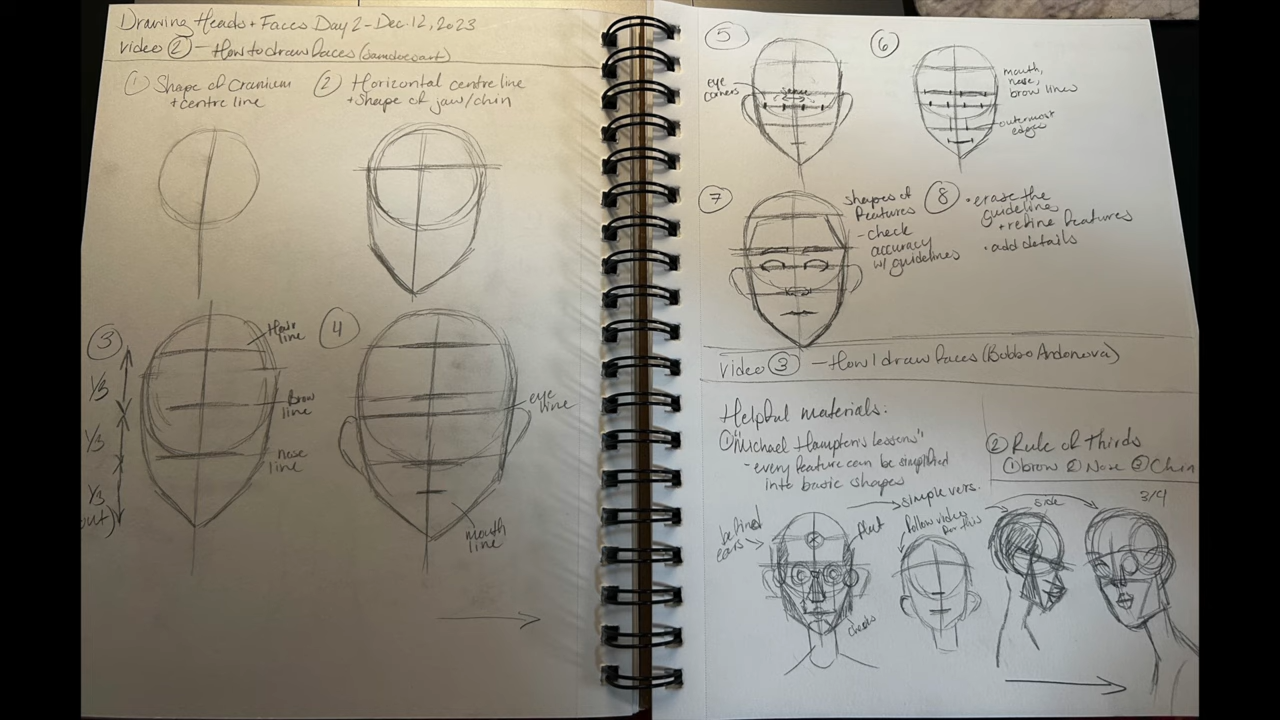 Drawing Heads + Faces Day 2 - Dec. 12, 2023
video ② - How to draw faces (samdoesart)
① Shape of cranium
+ centre line
② Horizontal centre line
+ shape of jaw/chin
③
Hair
line
1/3
Brow
line
1/3
nose
line
1/3
④
eye
line
mouth
line
⑤
eye
corners
same
⑥
mouth,
nose,
brow lines
outermost
edges
⑦
shapes of
features
- check
accuracy
w/ guidelines
⑧
• erase the
guideline
+ refine features
• add details
video ③ - How I draw faces (Bobbo Andonova)
Helpful materials:
① "Michael Hampton's lessons"
- every feature can be simplified
into basic shapes
② Rule of Thirds
① brow ② Nose ③ Chin
simple vers.
behind
ears
flat
follow video
for this
side
3/4
cheeks